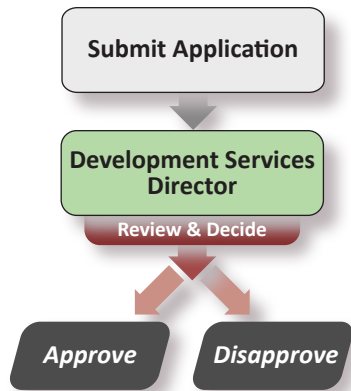 Submit Application
Development Services
Director
Review & Decide
Approve
Disapprove